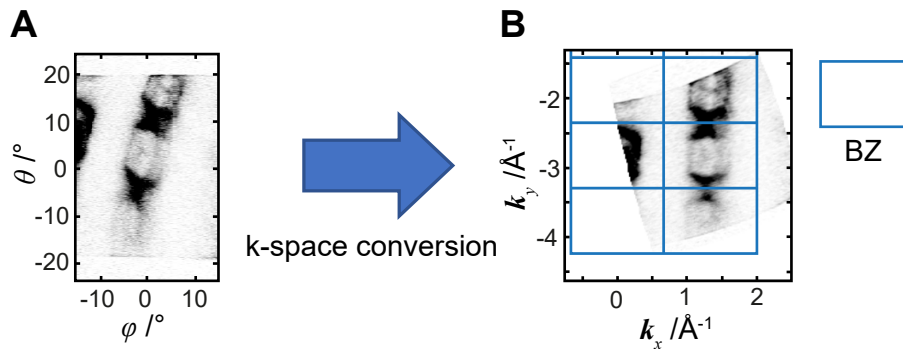 A
B
20
10
0
-10
-20
θ /°
-10 0 10
φ /°
k-space conversion
-2
-3
-4
k_y /Å⁻¹
0 1 2
k_x /Å⁻¹
BZ